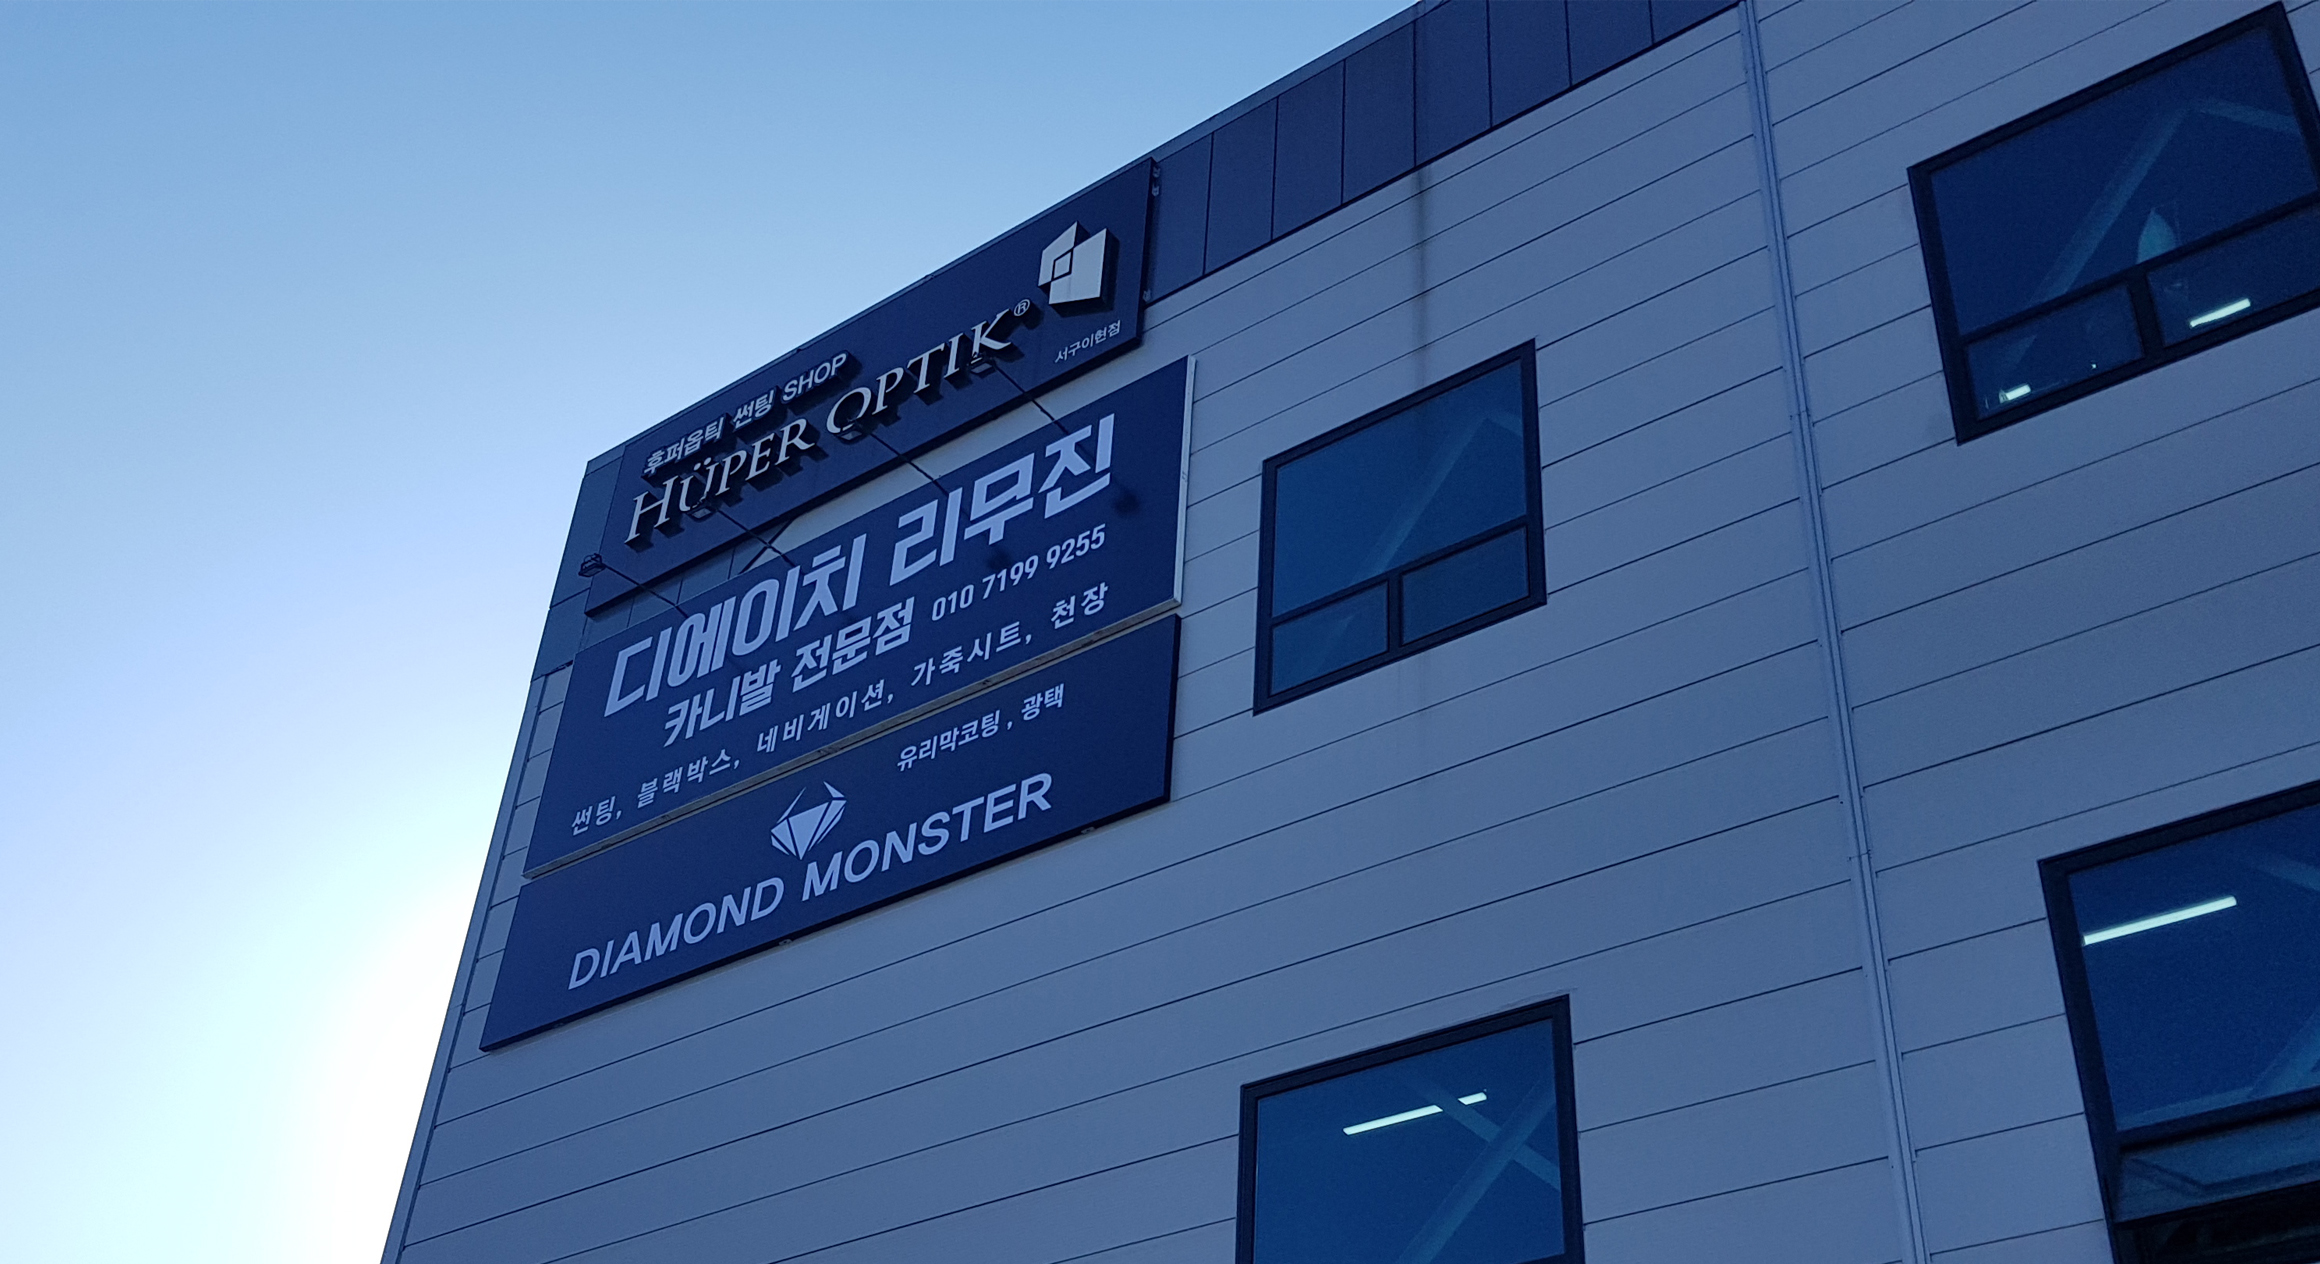 후퍼옵틱 썬팅 SHOP
HÜPER OPTIK®
서구이현점
디에이치 리무진
카니발 전문점 010 7199 9255
썬팅, 블랙박스, 네비게이션, 가죽시트, 천장
유리막코팅, 광택
DIAMOND MONSTER